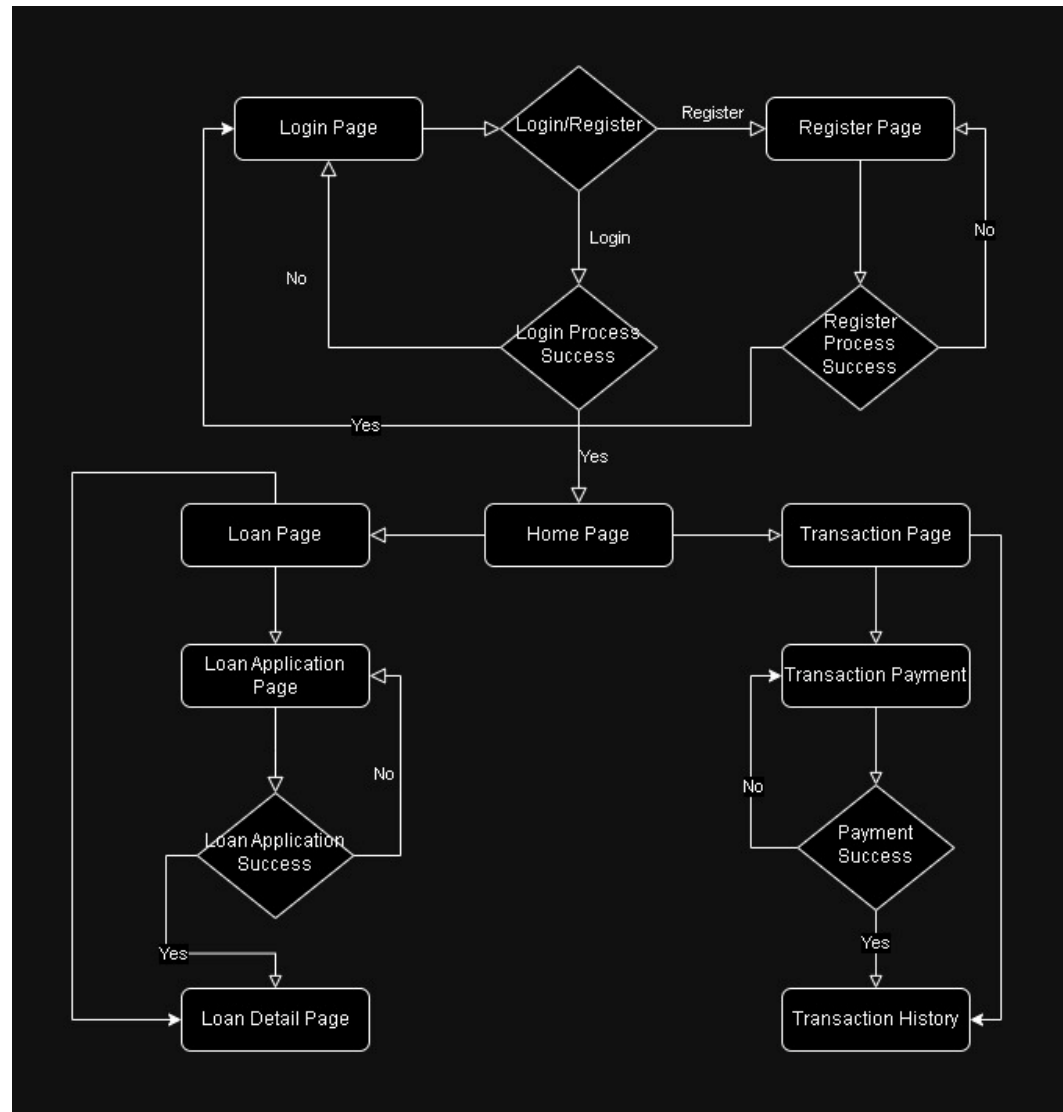 Login Page
Login/Register
Register
Register Page
Login
No
No
Login Process
Success
Register
Process
Success
Yes
Yes
Loan Page
Home Page
Transaction Page
Loan Application
Page
Transaction Payment
No
No
Loan Application
Success
Payment
Success
Yes
Yes
Loan Detail Page
Transaction History